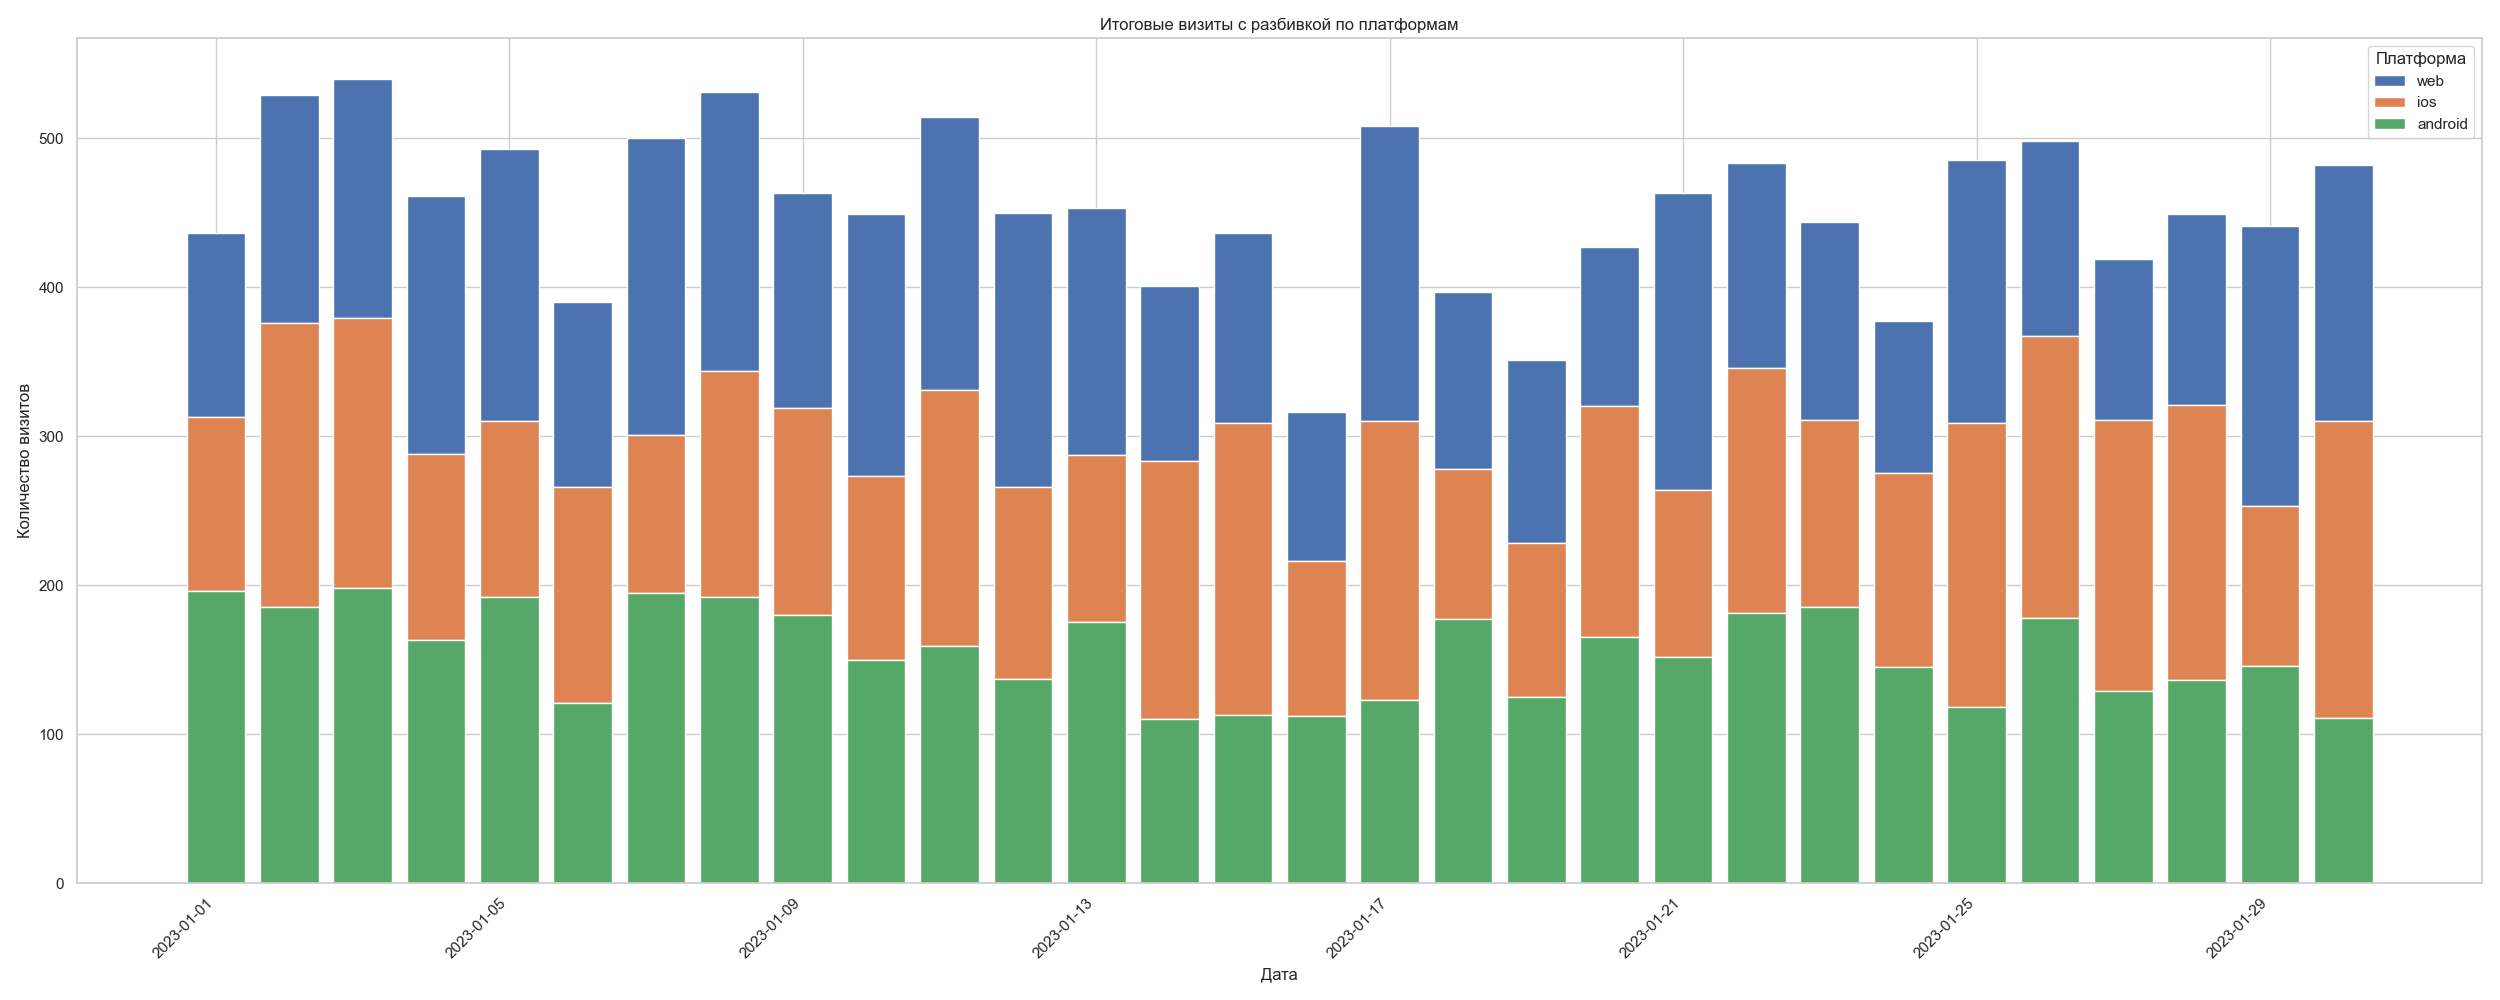 Итоговые визиты с разбивкой по платформам
Платформа
web
ios
android
500
400
300
200
100
0
Количество визитов
2023-01-01
2023-01-05
2023-01-09
2023-01-13
2023-01-17
2023-01-21
2023-01-25
2023-01-29
Дата